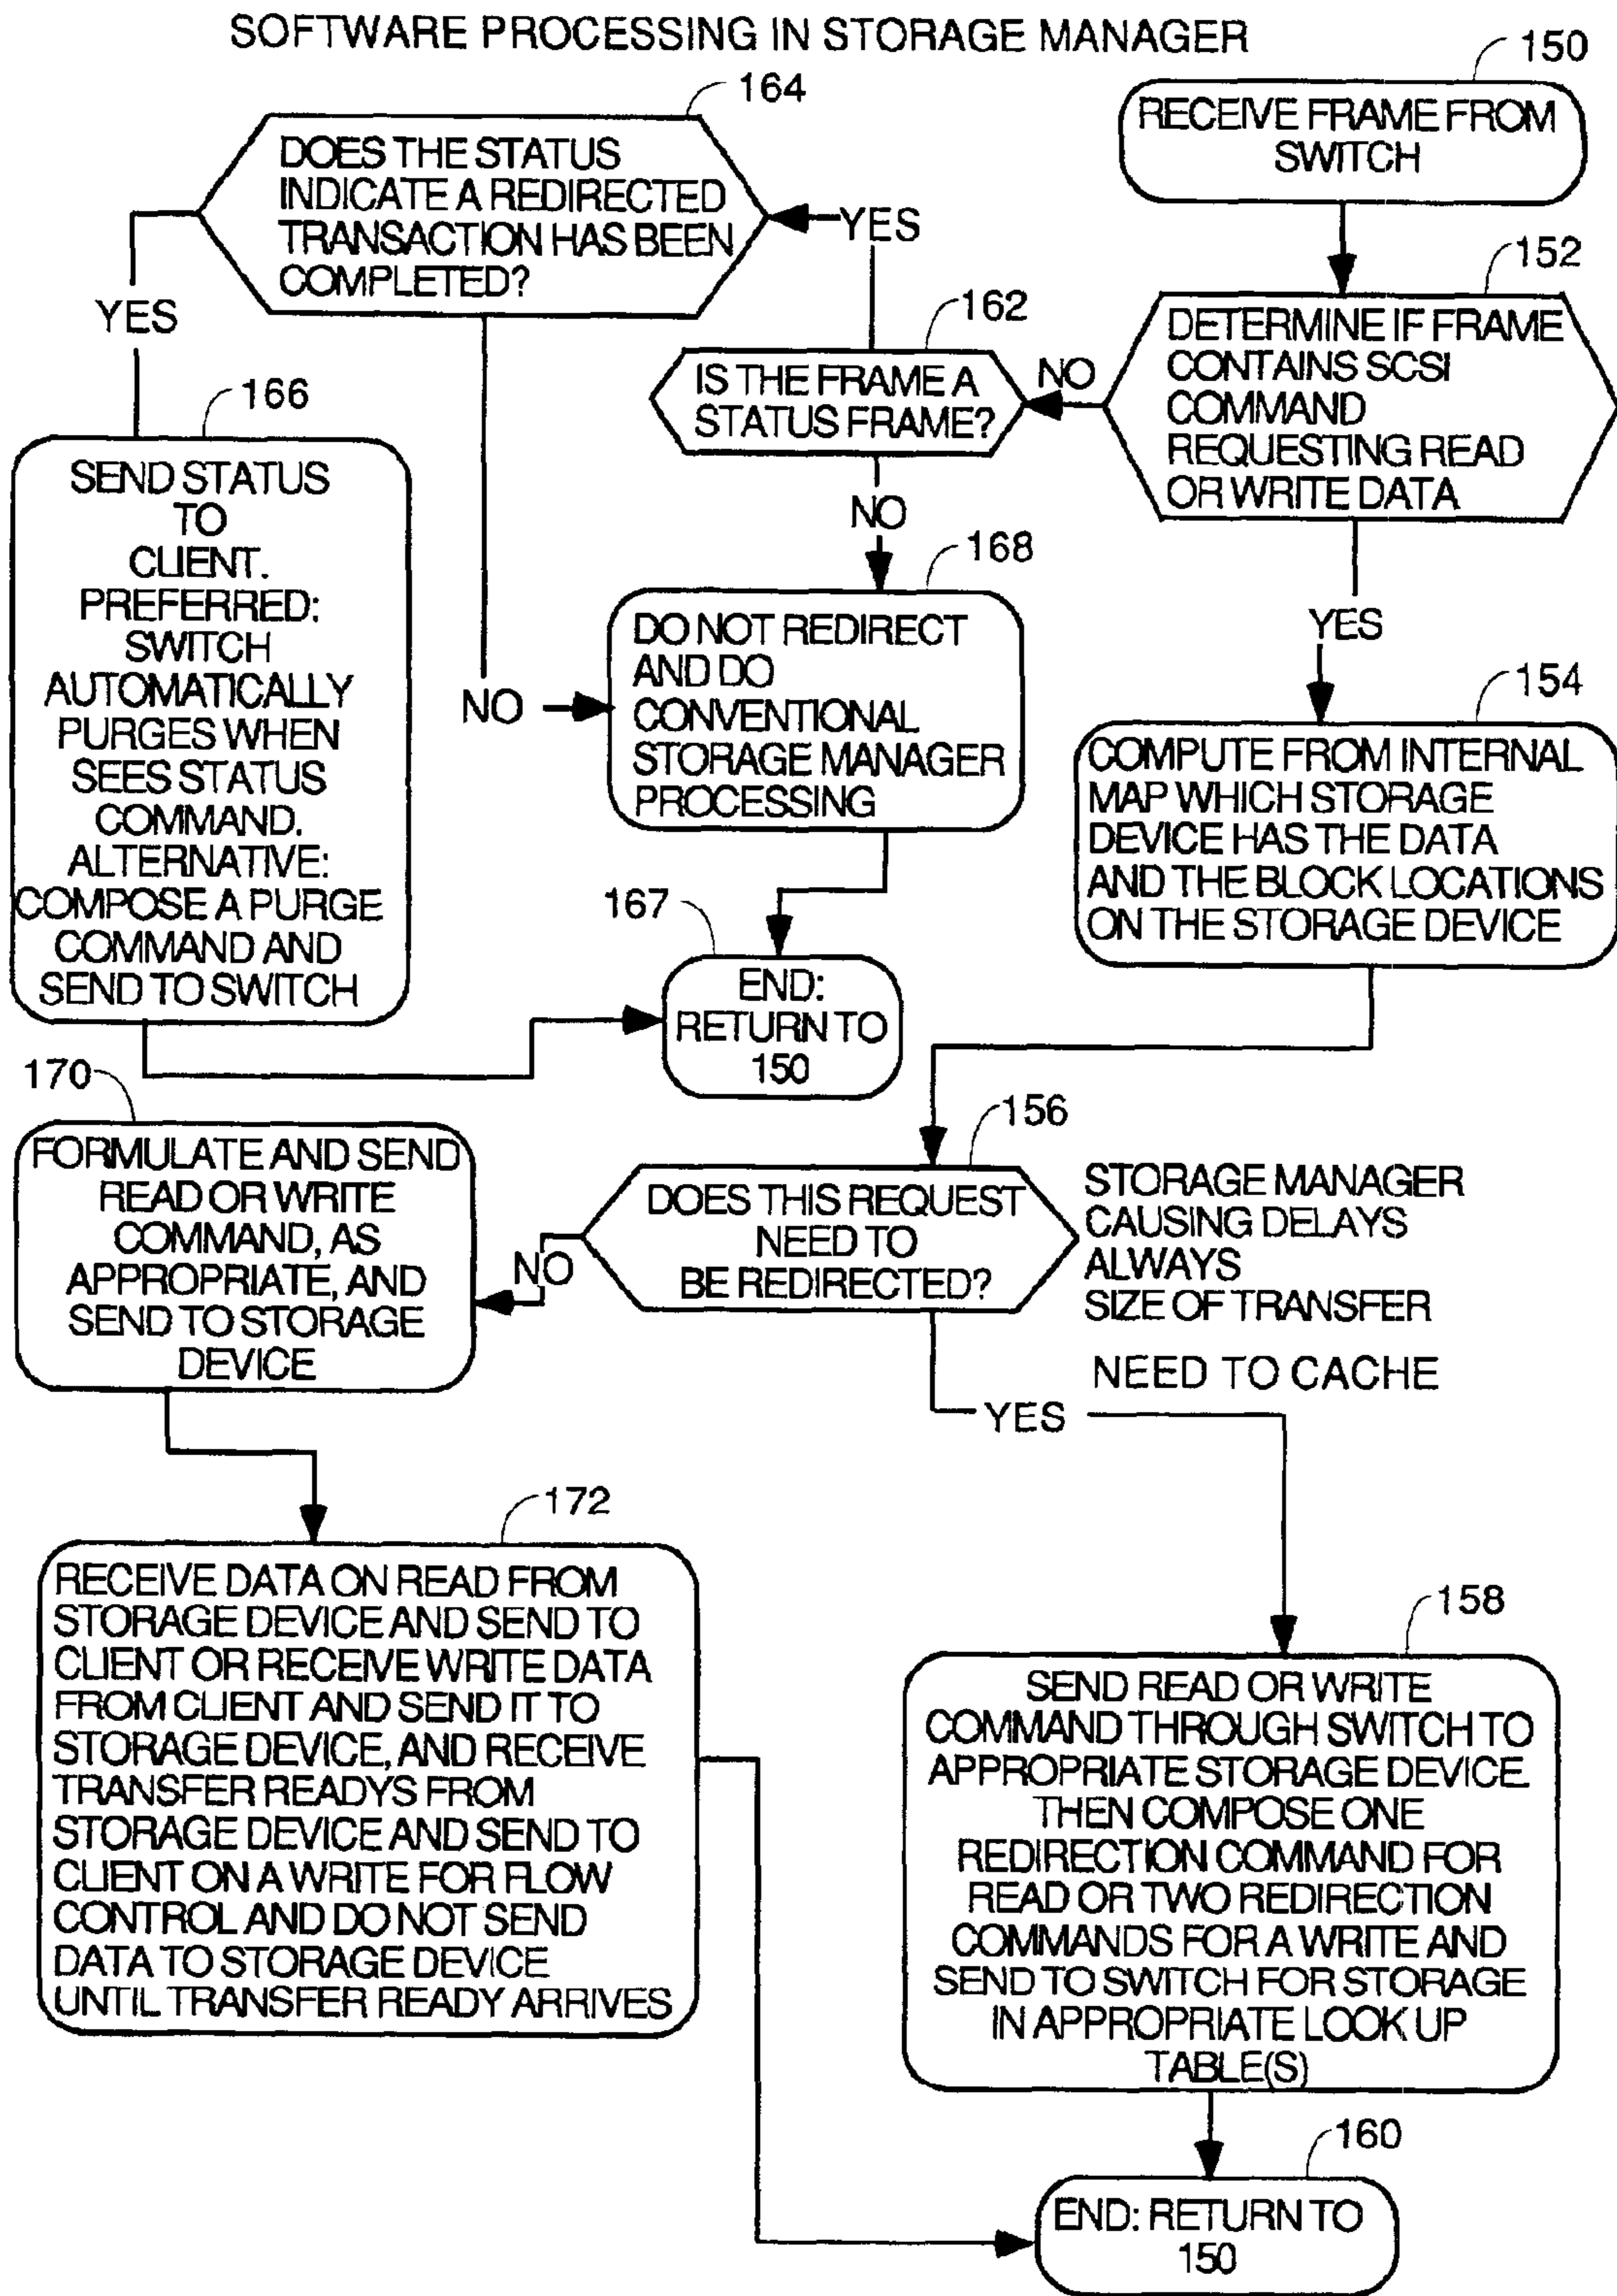 SOFTWARE PROCESSING IN STORAGE MANAGER
150
RECEIVE FRAME FROM
SWITCH
164
DOES THE STATUS
INDICATE A REDIRECTED
TRANSACTION HAS BEEN
COMPLETED?
YES
YES
152
DETERMINE IF FRAME
CONTAINS SCSI
COMMAND
REQUESTING READ
OR WRITE DATA
NO
162
IS THE FRAME A
STATUS FRAME?
NO
YES
166
SEND STATUS
TO
CLIENT.
PREFERRED:
SWITCH
AUTOMATICALLY
PURGES WHEN
SEES STATUS
COMMAND.
ALTERNATIVE:
COMPOSE A PURGE
COMMAND AND
SEND TO SWITCH
NO
168
DO NOT REDIRECT
AND DO
CONVENTIONAL
STORAGE MANAGER
PROCESSING
154
COMPUTE FROM INTERNAL
MAP WHICH STORAGE
DEVICE HAS THE DATA
AND THE BLOCK LOCATIONS
ON THE STORAGE DEVICE
167
END:
RETURN TO
150
170
FORMULATE AND SEND
READ OR WRITE
COMMAND, AS
APPROPRIATE, AND
SEND TO STORAGE
DEVICE
NO
156
DOES THIS REQUEST
NEED TO
BE REDIRECTED?
STORAGE MANAGER
CAUSING DELAYS
ALWAYS
SIZE OF TRANSFER
NEED TO CACHE
YES
172
RECEIVE DATA ON READ FROM
STORAGE DEVICE AND SEND TO
CLIENT OR RECEIVE WRITE DATA
FROM CLIENT AND SEND IT TO
STORAGE DEVICE, AND RECEIVE
TRANSFER READYS FROM
STORAGE DEVICE AND SEND TO
CLIENT ON A WRITE FOR FLOW
CONTROL AND DO NOT SEND
DATA TO STORAGE DEVICE
UNTIL TRANSFER READY ARRIVES
158
SEND READ OR WRITE
COMMAND THROUGH SWITCH TO
APPROPRIATE STORAGE DEVICE.
THEN COMPOSE ONE
REDIRECTION COMMAND FOR
READ OR TWO REDIRECTION
COMMANDS FOR A WRITE AND
SEND TO SWITCH FOR STORAGE
IN APPROPRIATE LOOK UP
TABLE(S)
160
END: RETURN TO
150